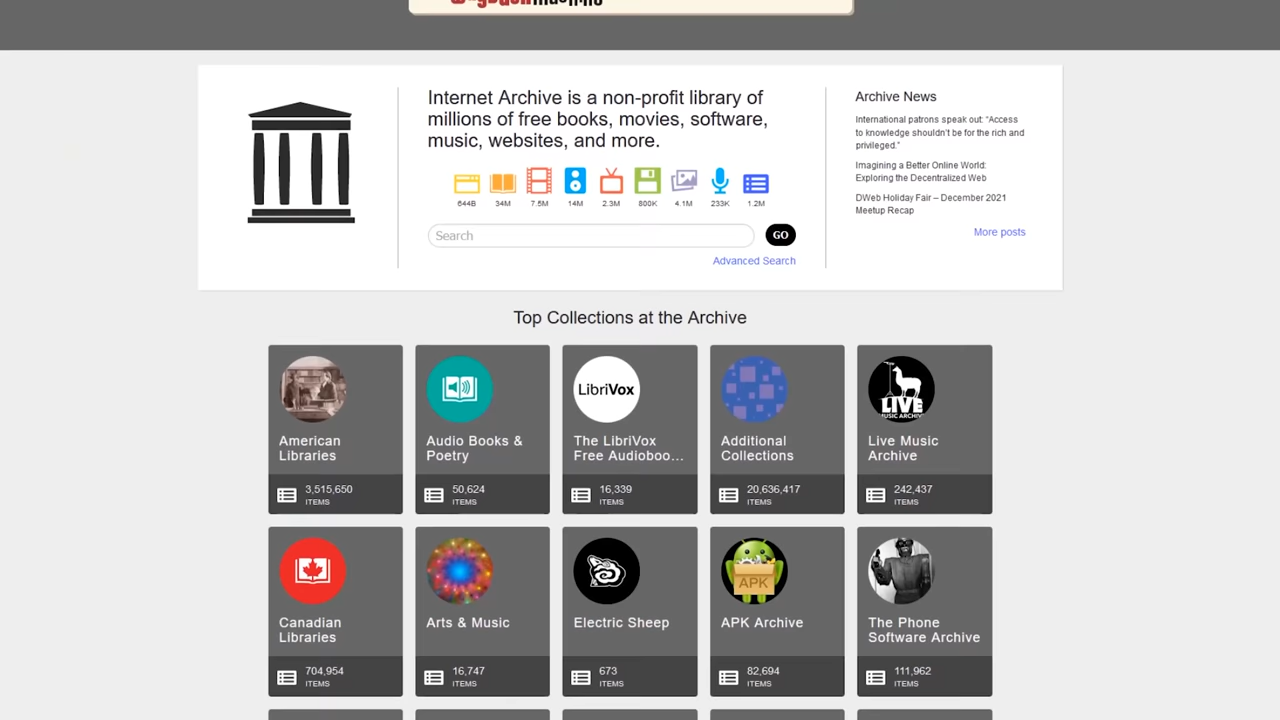 WaybackMachine
Internet Archive is a non-profit library of
millions of free books, movies, software,
music, websites, and more.
644B 34M 7.5M 14M 2.3M 800K 4.1M 233K 1.2M
Search GO
Advanced Search
Archive News
International patrons speak out: “Access
to knowledge shouldn’t be for the rich and
privileged.”
Imagining a Better Online World:
Exploring the Decentralized Web
DWeb Holiday Fair – December 2021
Meetup Recap
More posts
Top Collections at the Archive
American
Libraries
3,515,650
ITEMS
Audio Books &
Poetry
50,624
ITEMS
LibriVox
The LibriVox
Free Audioboo...
16,339
ITEMS
Additional
Collections
20,636,417
ITEMS
LIVE
MUSIC ARCHIVE
Live Music
Archive
242,437
ITEMS
Canadian
Libraries
704,954
ITEMS
Arts & Music
16,747
ITEMS
Electric Sheep
673
ITEMS
APK
APK Archive
82,694
ITEMS
The Phone
Software Archive
111,962
ITEMS